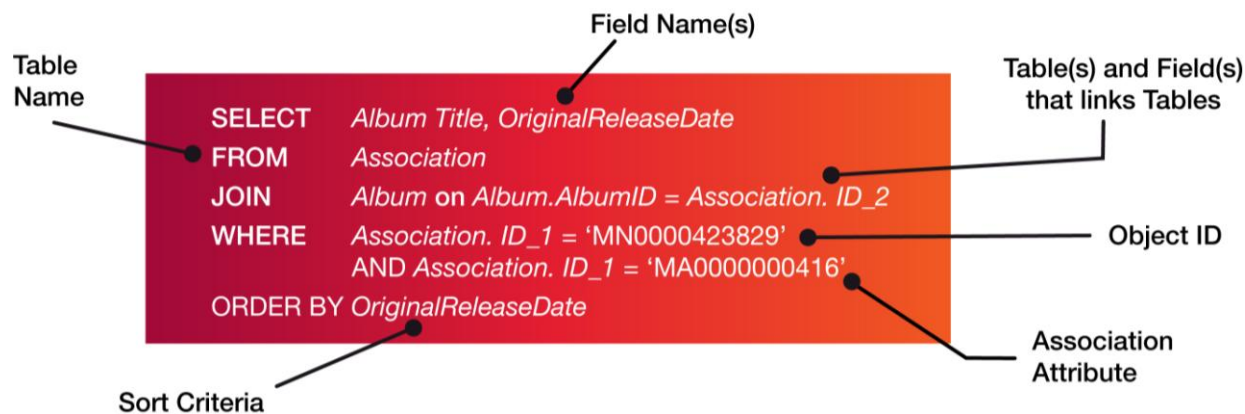 Field Name(s)
Table
Name
Table(s) and Field(s)
that links Tables
SELECT Album Title, OriginalReleaseDate
FROM Association
JOIN Album on Album.AlbumID = Association. ID_2
WHERE Association. ID_1 = ‘MN0000423829’
AND Association. ID_1 = ‘MA0000000416’
ORDER BY OriginalReleaseDate
Object ID
Association
Attribute
Sort Criteria